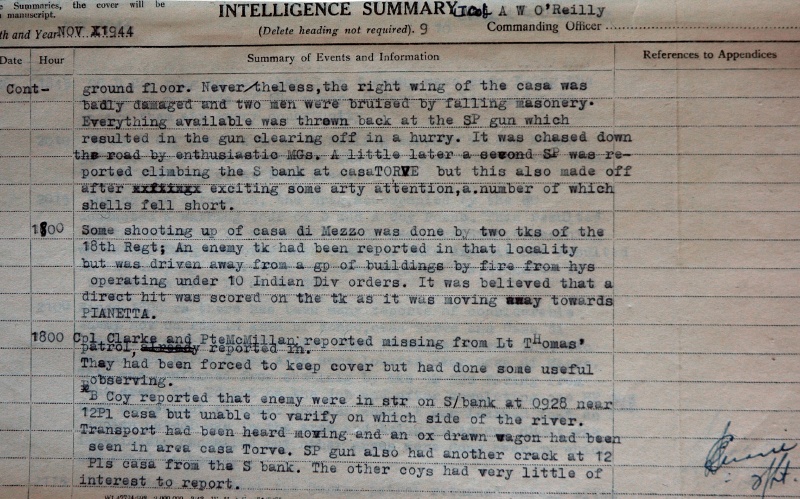 Summaries, the cover will be
INTELLIGENCE SUMMARY. A W O'Reilly
manuscript.
(Delete heading not required). 9 Commanding Officer
th and Year NOV X1944
Date Hour Summary of Events and Information References to Appendices
Cont- ground floor. Never/theless,the right wing of the casa was
badly damaged and two men were bruised by falling masonery.
Everything available was thrown back at the SP gun which
resulted in the gun clearing off in a hurry. It was chased down
the road by enthusiastic MGs. A little later a second SP was re-
ported climbing the S bank at casaTORVE but this also made off
after exciting some arty attention,a.number of which
shells fell short.
1800 Some shooting up of casa di Mezzo was done by two tks of the
18th Regt; An enemy tk had been reported in that locality
but was driven away from a gp of buildings by fire from hys
operating under 10 Indian Div orders. It was believed that a
direct hit was scored on the tk as it was moving away towards
PIANETTA.
1800 Cpl Clarke and PteMcMillan reported missing from Lt THomas'
patrol, already reported in.
They had been forced to keep cover but had done some useful
observing.
B Coy reported that enemy were in str on S/bank at 0928 near
12Pl casa but unable to varify on which side of the river.
Transport had been heard moving and an ox drawn wagon had been
seen in area casa Torve. SP gun also had another crack at 12
Pls casa from the S bank. The other coys had very little of
interest to report.